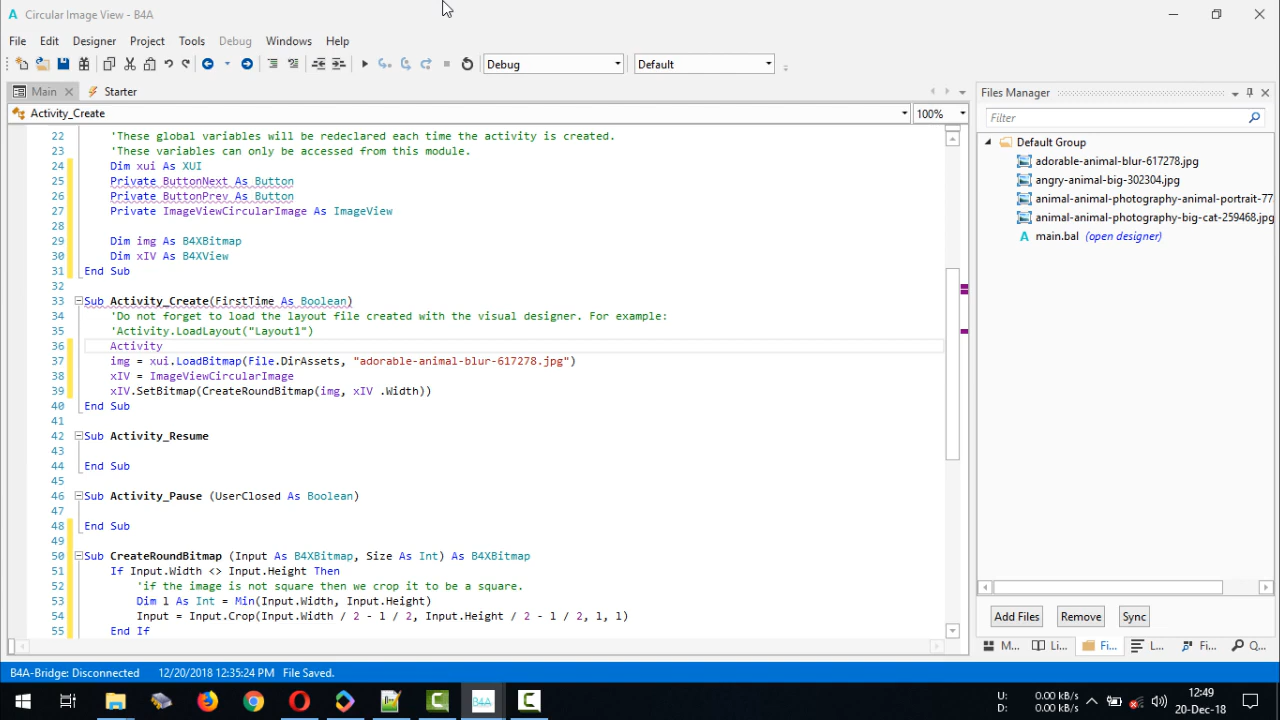 Circular Image View - B4A
File Edit Designer Project Tools Debug Windows Help
Debug Default
Main Starter
Activity_Create 100%
22 'These global variables will be redeclared each time the activity is created.
23 'These variables can only be accessed from this module.
24 Dim xui As XUI
25 Private ButtonNext As Button
26 Private ButtonPrev As Button
27 Private ImageViewCircularImage As ImageView
28
29 Dim img As B4XBitmap
30 Dim xIV As B4XView
31 End Sub
32
33 Sub Activity_Create(FirstTime As Boolean)
34 'Do not forget to load the layout file created with the visual designer. For example:
35 'Activity.LoadLayout("Layout1")
36 Activity
37 img = xui.LoadBitmap(File.DirAssets, "adorable-animal-blur-617278.jpg")
38 xIV = ImageViewCircularImage
39 xIV.SetBitmap(CreateRoundBitmap(img, xIV .Width))
40 End Sub
41
42 Sub Activity_Resume
43
44 End Sub
45
46 Sub Activity_Pause (UserClosed As Boolean)
47
48 End Sub
49
50 Sub CreateRoundBitmap (Input As B4XBitmap, Size As Int) As B4XBitmap
51 If Input.Width <> Input.Height Then
52 'if the image is not square then we crop it to be a square.
53 Dim l As Int = Min(Input.Width, Input.Height)
54 Input = Input.Crop(Input.Width / 2 - l / 2, Input.Height / 2 - l / 2, l, l)
55 End If
Files Manager
Filter
Default Group
adorable-animal-blur-617278.jpg
angry-animal-big-302304.jpg
animal-animal-photography-animal-portrait-77
animal-animal-photography-big-cat-259468.jpg
main.bal (open designer)
Add Files Remove Sync
M... Li... Fi... L... Fi... Q...
B4A-Bridge: Disconnected 12/20/2018 12:35:24 PM File Saved.
B4A
U: 0.00 kB/s
D: 0.00 kB/s
12:49
20-Dec-18